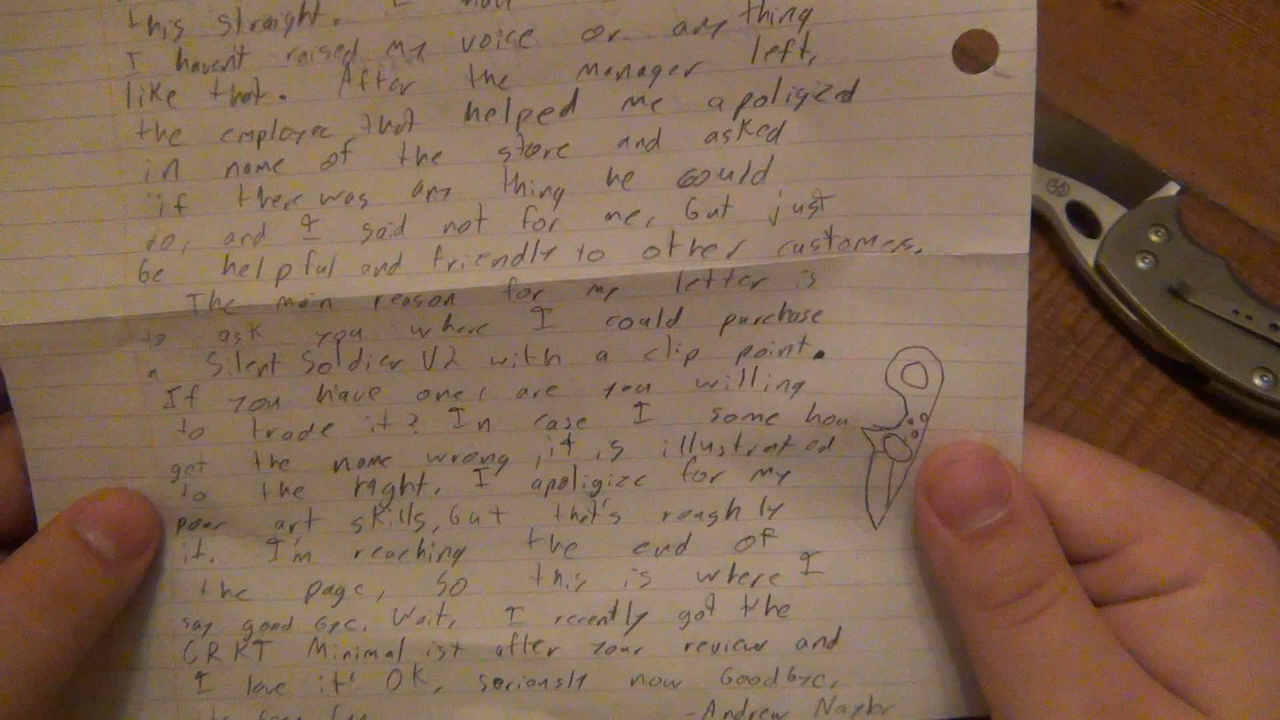 this straight. I
I haven't raised my voice or any thing
like that. After the manager left,
the employee that helped me apoligized
in name of the store and asked
if there was any thing he could
do, and I said not for me, but just
be helpful and friendly to other customers.
The main reason for my letter is
to ask you where I could purchase
a Silent Soldier V2 with a clip point.
If you have one, are you willing
to trade it? In case I some how
got the name wrong, it is illustrated
to the right. I apoligize for my
poor art skills, but that's roughly
it. I'm reaching the end of
the page, so this is where I
say good bye. Wait, I recently got the
CRKT Minimalist after your review and
I love it! OK, seriously now Goodbye,
-Andrew Naylor